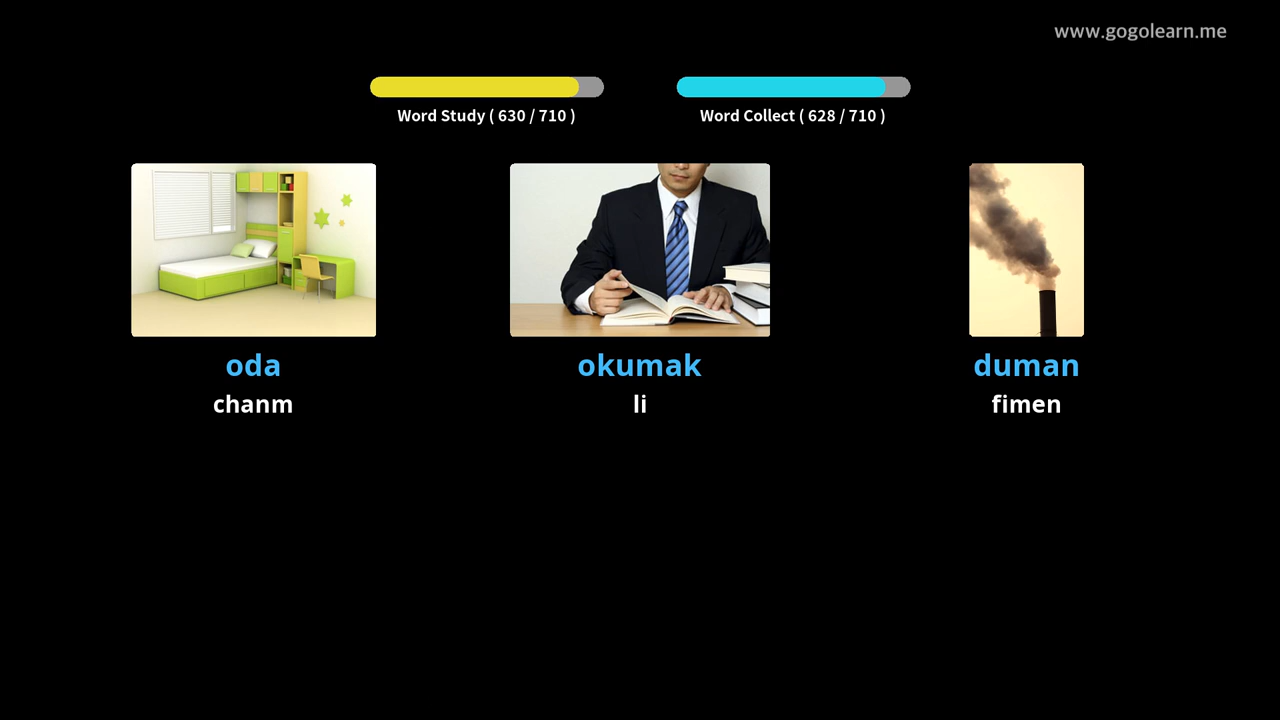 www.gogolearn.me
Word Study ( 630 / 710 )
Word Collect ( 628 / 710 )
oda
okumak
duman
chanm
li
fimen